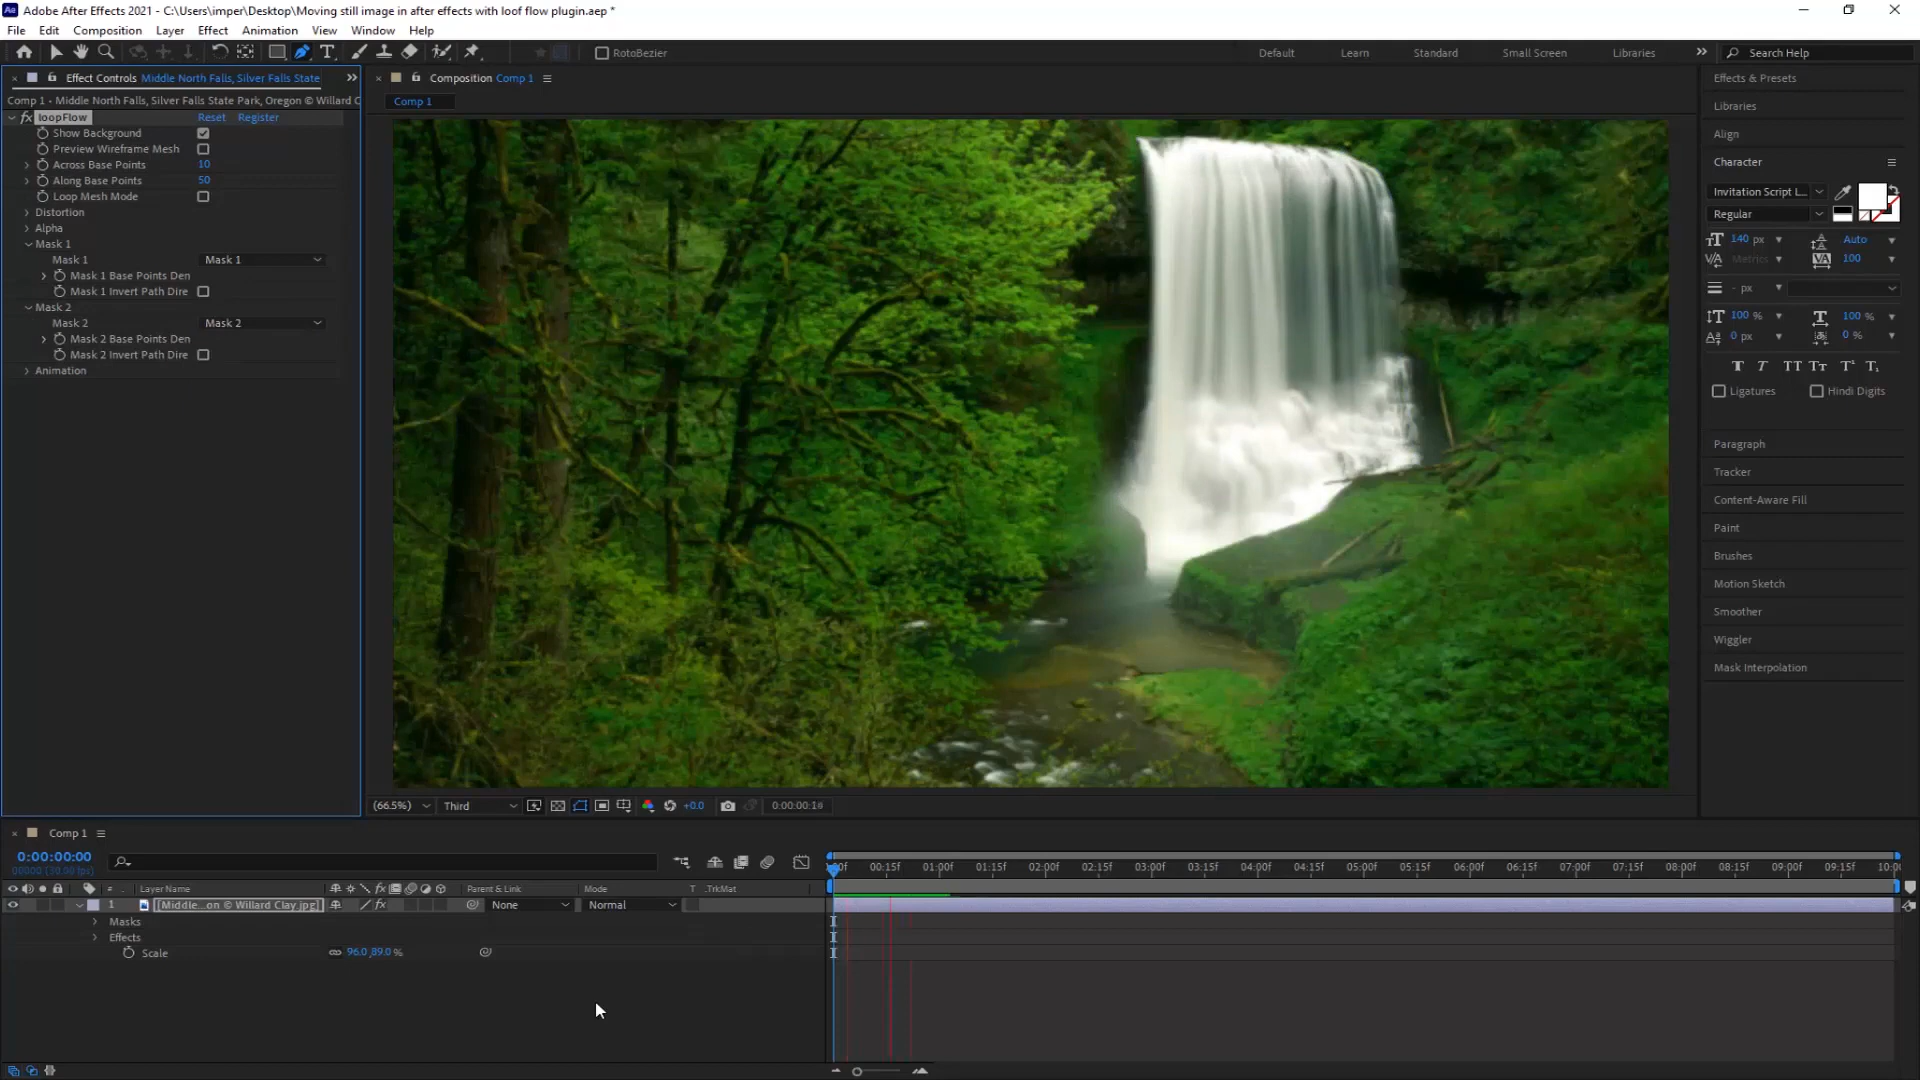 Adobe After Effects 2021 - C:\Users\imper\Desktop\Moving still image in after effects with loof flow plugin.aep *
File Edit Composition Layer Effect Animation View Window Help
RotoBezier
Default Learn Standard Small Screen Libraries Search Help
Effect Controls Middle North Falls, Silver Falls State
Comp 1 • Middle North Falls, Silver Falls State Park, Oregon © Willard C
fx loopFlow Reset Register
Show Background
Preview Wireframe Mesh
Across Base Points 10
Along Base Points 50
Loop Mesh Mode
Distortion
Alpha
Mask 1
Mask 1 Mask 1
Mask 1 Base Points Den
Mask 1 Invert Path Dire
Mask 2
Mask 2 Mask 2
Mask 2 Base Points Den
Mask 2 Invert Path Dire
Animation
Composition Comp 1
Comp 1
(66.5%) Third +0.0 0:00:00:18
Effects & Presets
Libraries
Align
Character
Invitation Script L...
Regular
140 px Auto
Metrics 100
- px
100 % 100 %
0 px 0 %
Ligatures Hindi Digits
Paragraph
Tracker
Content-Aware Fill
Paint
Brushes
Motion Sketch
Smoother
Wiggler
Mask Interpolation
Comp 1
0:00:00:00
00000 (30.00 fps)
:00f 00:15f 01:00f 01:15f 02:00f 02:15f 03:00f 03:15f 04:00f 04:15f 05:00f 05:15f 06:00f 06:15f 07:00f 07:15f 08:00f 08:15f 09:00f 09:15f 10:0
# Layer Name Parent & Link Mode T .TrkMat
1 [Middle...on © Willard Clay.jpg] None Normal
Masks
Effects
Scale 96.0,89.0 %